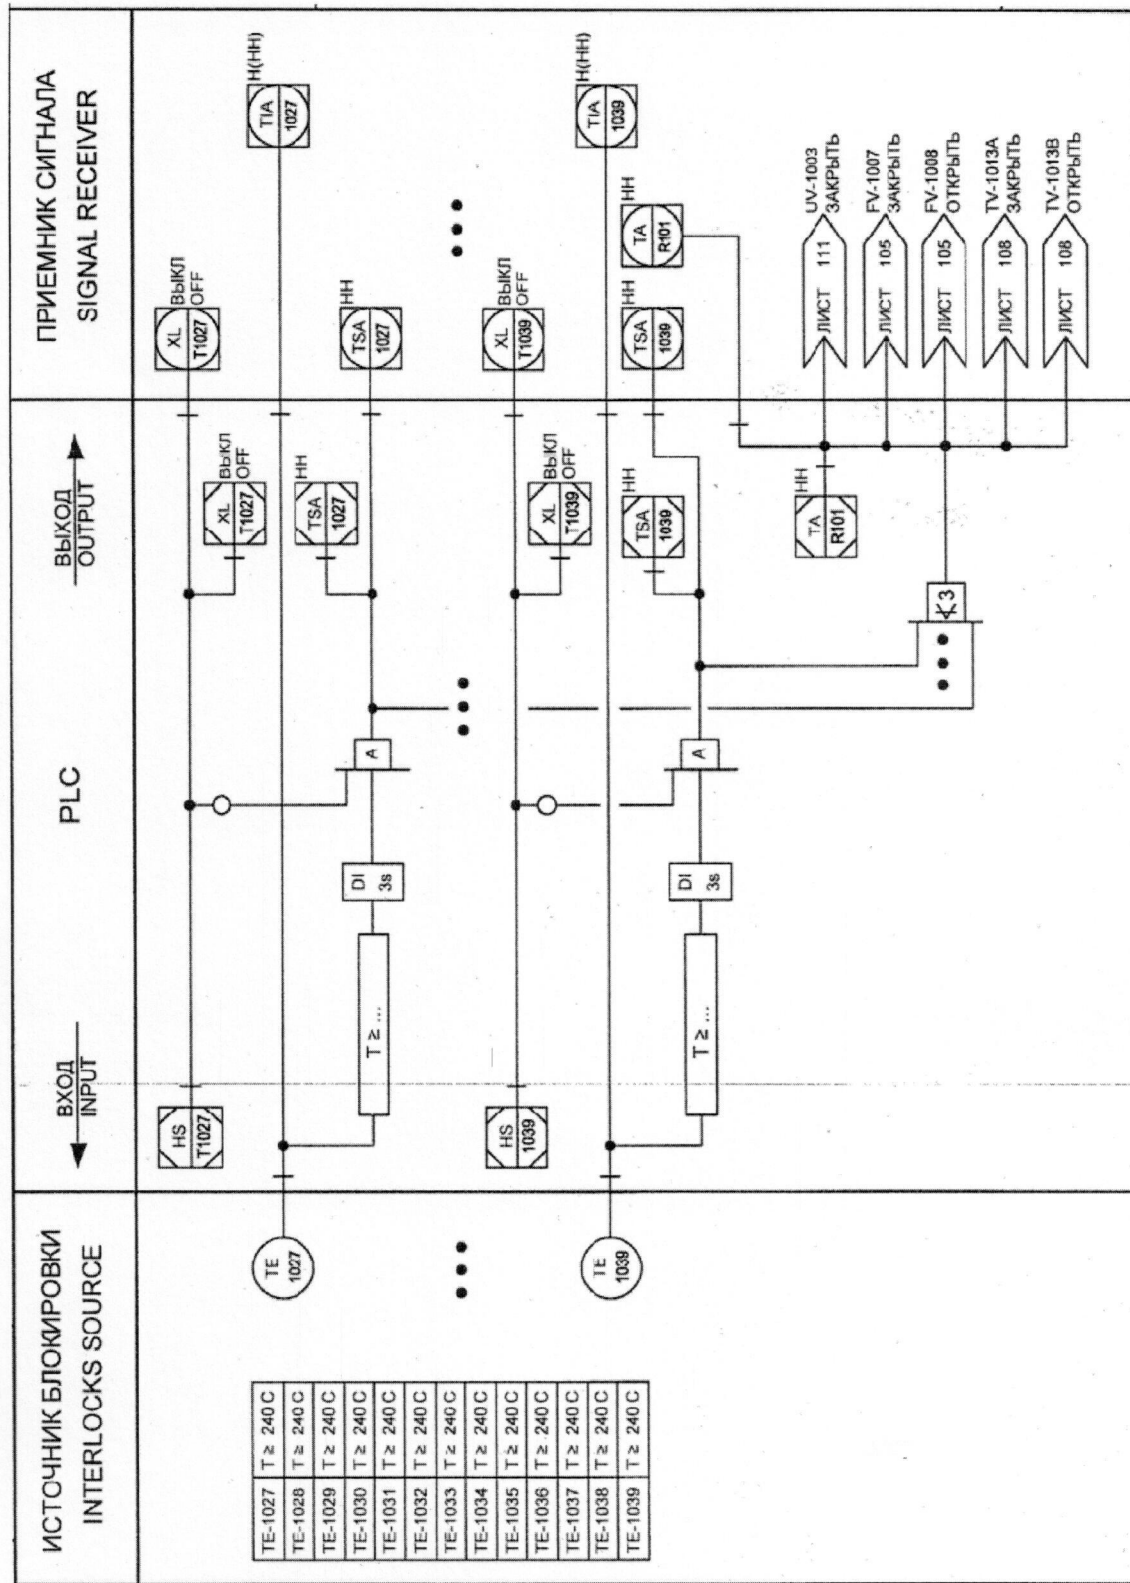 ИСТОЧНИК БЛОКИРОВКИ
INTERLOCKS SOURCE
ВХОД
INPUT
PLC
ВЫХОД
OUTPUT
ПРИЕМНИК СИГНАЛА
SIGNAL RECEIVER
HS
T1027
XL
T1027
ВЫКЛ
OFF
XL
T1027
ВЫКЛ
OFF
TE
1027
TIA
1027
H(HH)
T ≥ ...
DI
3s
A
TSA
1027
HH
TSA
1027
HH
HS
1039
XL
T1039
ВЫКЛ
OFF
XL
T1039
ВЫКЛ
OFF
TE
1039
TIA
1039
H(HH)
T ≥ ...
DI
3s
A
TSA
1039
HH
TSA
1039
HH
TA
R101
HH
TA
R101
HH
3
ЛИСТ 111
UV-1003
ЗАКРЫТЬ
ЛИСТ 105
FV-1007
ЗАКРЫТЬ
ЛИСТ 105
FV-1008
ОТКРЫТЬ
ЛИСТ 108
TV-1013A
ЗАКРЫТЬ
ЛИСТ 108
TV-1013B
ОТКРЫТЬ
TE-1027 T ≥ 240 C
TE-1028 T ≥ 240 C
TE-1029 T ≥ 240 C
TE-1030 T ≥ 240 C
TE-1031 T ≥ 240 C
TE-1032 T ≥ 240 C
TE-1033 T ≥ 240 C
TE-1034 T ≥ 240 C
TE-1035 T ≥ 240 C
TE-1036 T ≥ 240 C
TE-1037 T ≥ 240 C
TE-1038 T ≥ 240 C
TE-1039 T ≥ 240 C